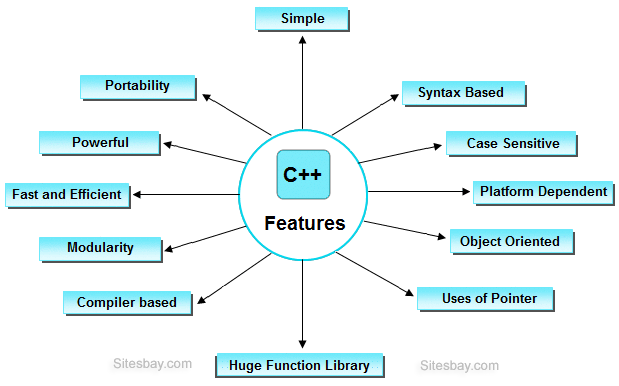 Simple
Portability
Syntax Based
Powerful
Case Sensitive
C++
Fast and Efficient
Platform Dependent
Features
Modularity
Object Oriented
Compiler based
Uses of Pointer
Sitesbay.com
Huge Function Library
Sitesbay.com